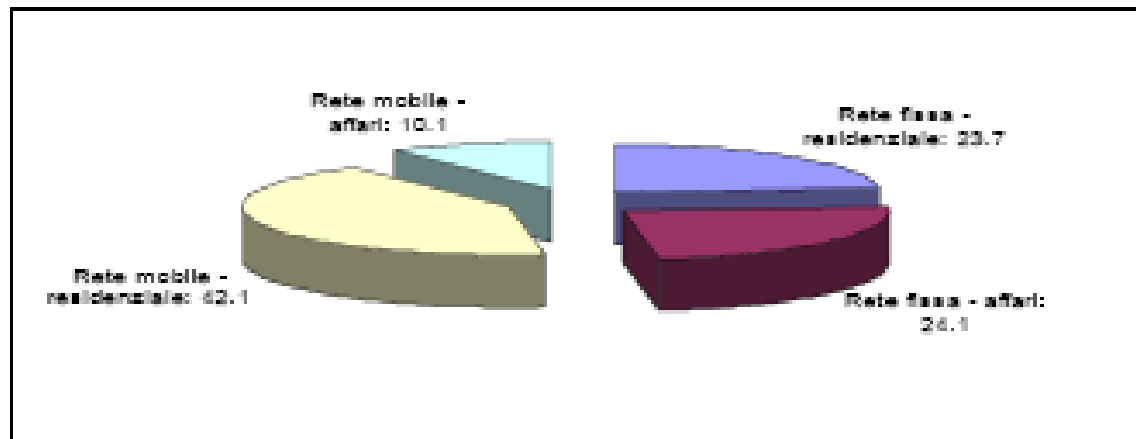 Rete mobile -
affari: 10.1
Rete fissa -
residenziale: 23.7
Rete mobile -
residenziale: 42.1
Rete fissa - affari:
24.1